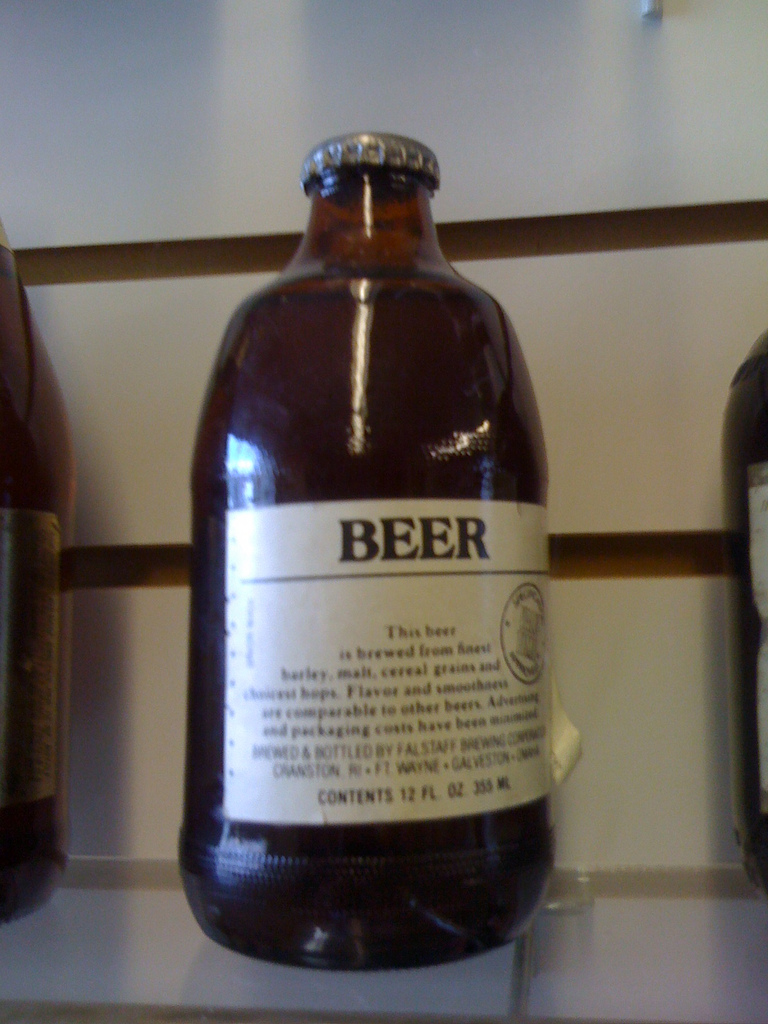 BEER
This beer
is brewed from finest
barley, malt, cereal grains and
choicest hops. Flavor and smoothness
are comparable to other beers. Advertising
and packaging costs have been minimized.
BREWED & BOTTLED BY FALSTAFF BREWING CORPORATION
CRANSTON, RI • FT. WAYNE • GALVESTON • OMAHA
CONTENTS 12 FL. OZ. 355 ML